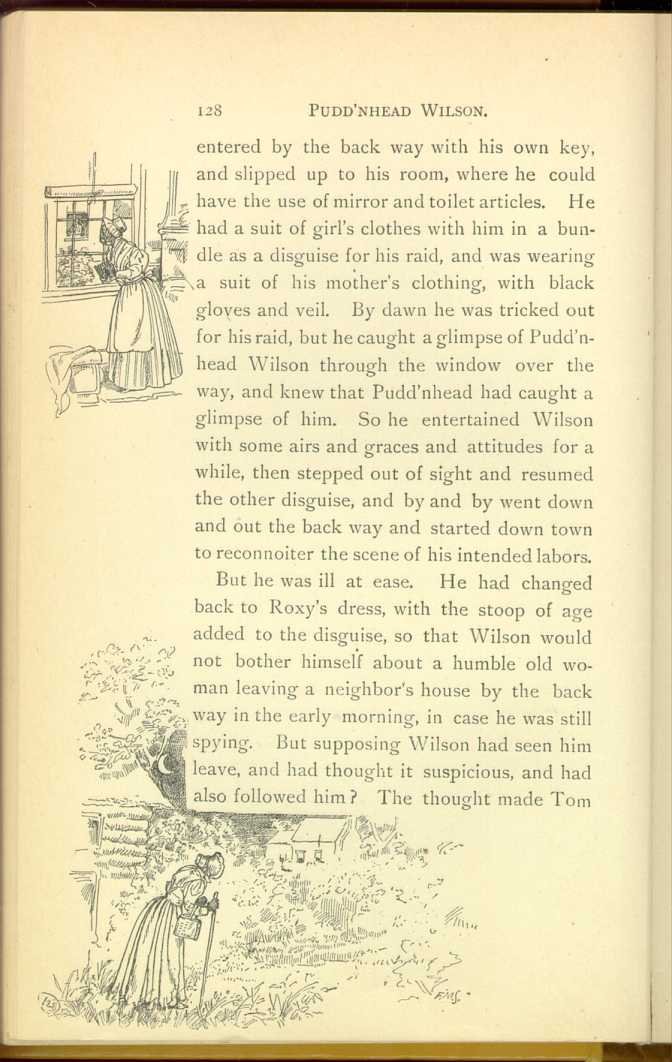 128 PUDD'NHEAD WILSON.
entered by the back way with his own key,
and slipped up to his room, where he could
have the use of mirror and toilet articles. He
had a suit of girl's clothes with him in a bun-
dle as a disguise for his raid, and was wearing
a suit of his mother's clothing, with black
gloves and veil. By dawn he was tricked out
for his raid, but he caught a glimpse of Pudd'n-
head Wilson through the window over the
way, and knew that Pudd'nhead had caught a
glimpse of him. So he entertained Wilson
with some airs and graces and attitudes for a
while, then stepped out of sight and resumed
the other disguise, and by and by went down
and out the back way and started down town
to reconnoiter the scene of his intended labors.
But he was ill at ease. He had changed
back to Roxy's dress, with the stoop of age
added to the disguise, so that Wilson would
not bother himself about a humble old wo-
man leaving a neighbor's house by the back
way in the early morning, in case he was still
spying. But supposing Wilson had seen him
leave, and had thought it suspicious, and had
also followed him? The thought made Tom